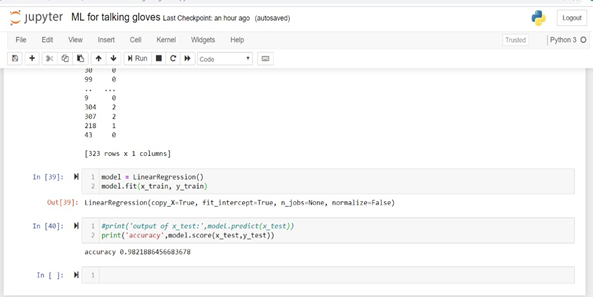 jupyter ML for talking gloves Last Checkpoint: an hour ago (autosaved)
Logout
File Edit View Insert Cell Kernel Widgets Help
Trusted Python 3
Run Code
30 0
99 0
.. ...
9 0
304 2
307 2
218 1
43 0
[323 rows x 1 columns]
In [39]: 1 model = LinearRegression()
2 model.fit(x_train, y_train)
Out[39]: LinearRegression(copy_X=True, fit_intercept=True, n_jobs=None, normalize=False)
In [40]: 1 #print('output of x_test:',model.predict(x_test))
2 print('accuracy',model.score(x_test,y_test))
accuracy 0.9821886456683678
In [ ]: 1